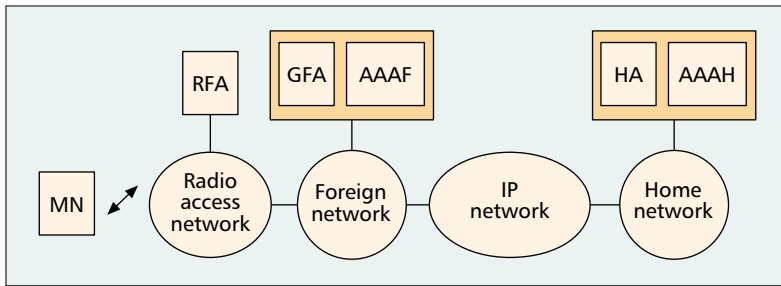 RFA
GFA
AAAF
HA
AAAH
MN
Radio
access
network
Foreign
network
IP
network
Home
network